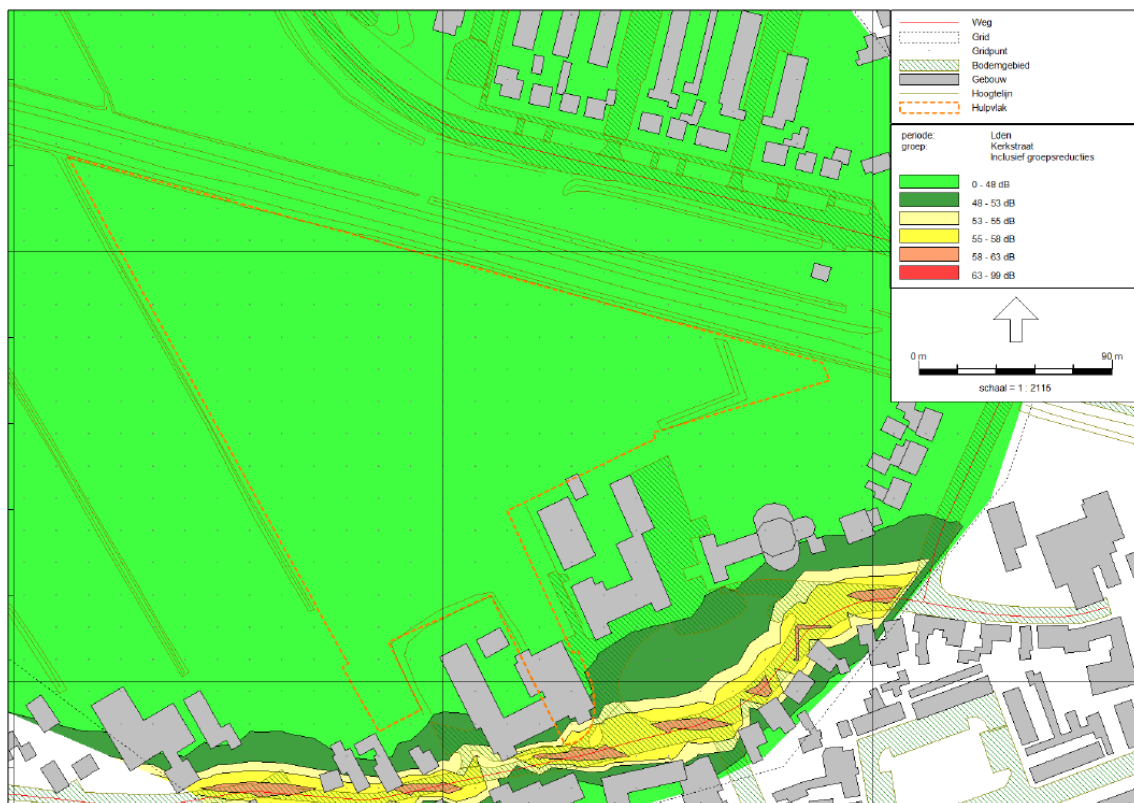 Weg
Grid
Gridpunt
Bodemgebied
Gebouw
Hoogtelijn
Hulpvlak
periode: Lden
groep: Kerkstraat
Inclusief groepsreducties
0 - 48 dB
48 - 53 dB
53 - 55 dB
55 - 58 dB
58 - 63 dB
63 - 99 dB
0 m 90 m
schaal = 1 : 2115